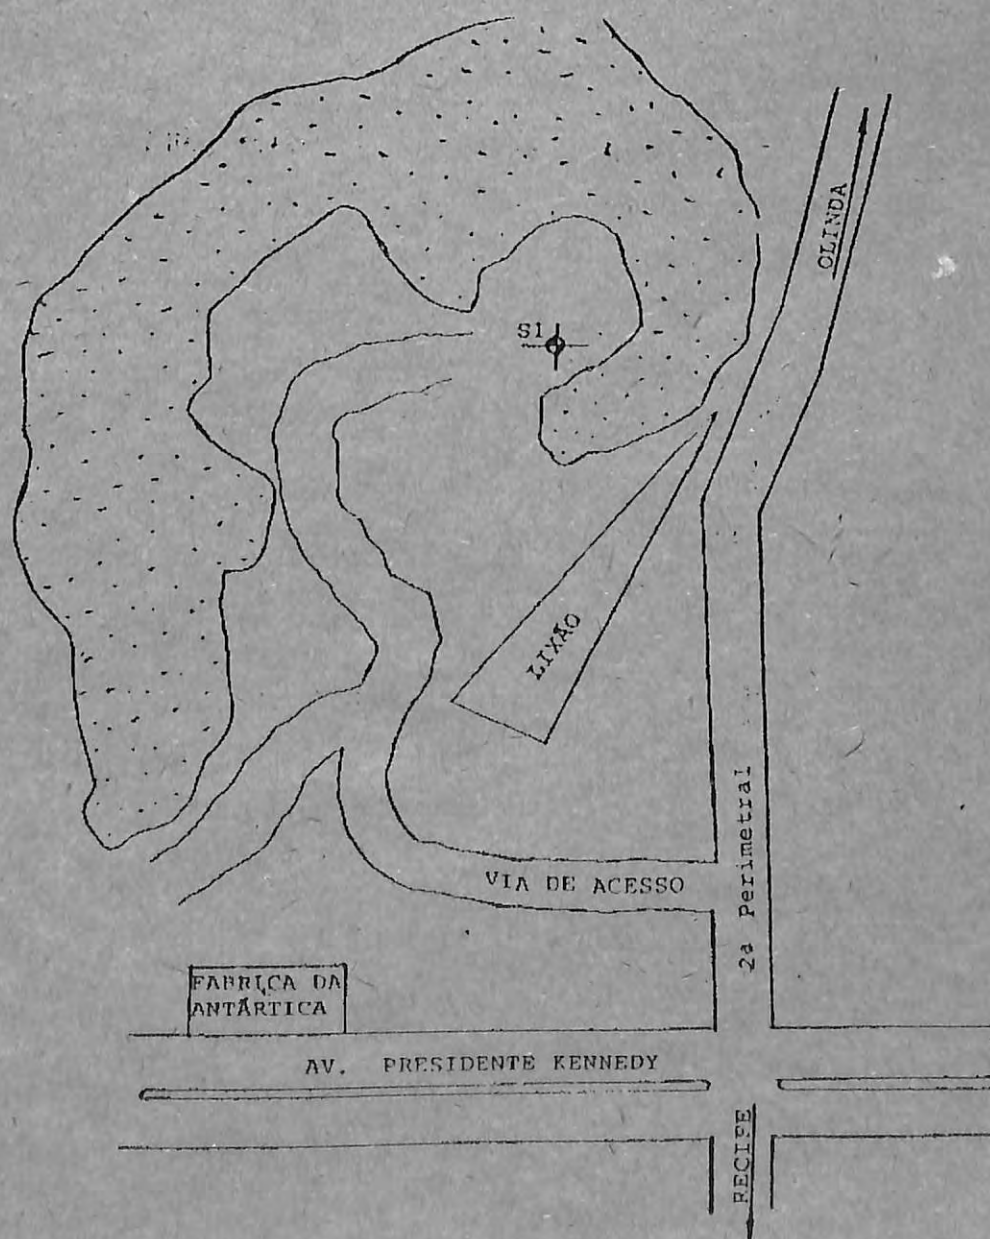 OLINDA
S1
LIXÃO
2ª Perimetral
VIA DE ACESSO
FABRICA DA
ANTÁRTICA
AV. PRESIDENTE KENNEDY
RECIFE